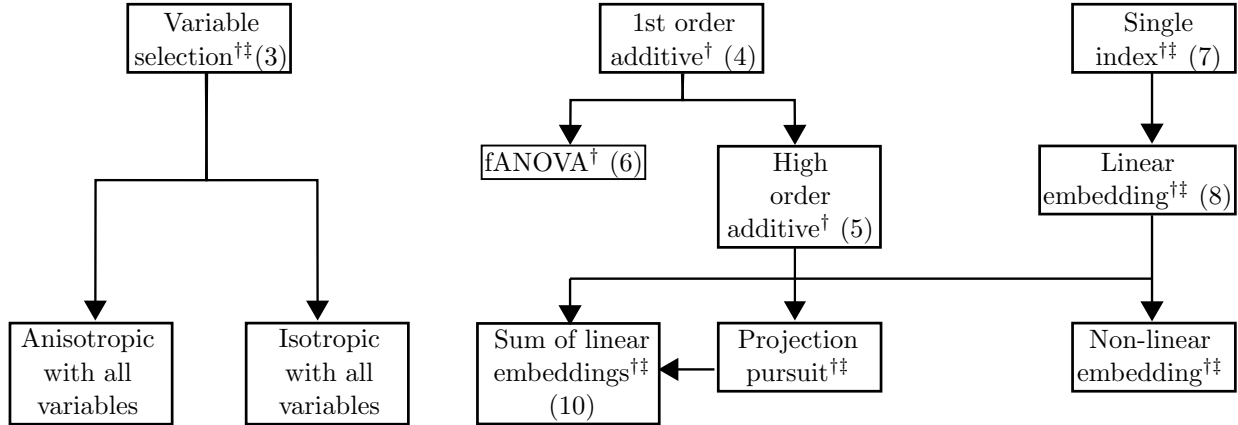 Variable
selection†‡(3)
1st order
additive† (4)
Single
index†‡ (7)
fANOVA† (6)
High
order
additive† (5)
Linear
embedding†‡ (8)
Anisotropic
with all
variables
Isotropic
with all
variables
Sum of linear
embeddings†‡
(10)
Projection
pursuit†‡
Non-linear
embedding†‡